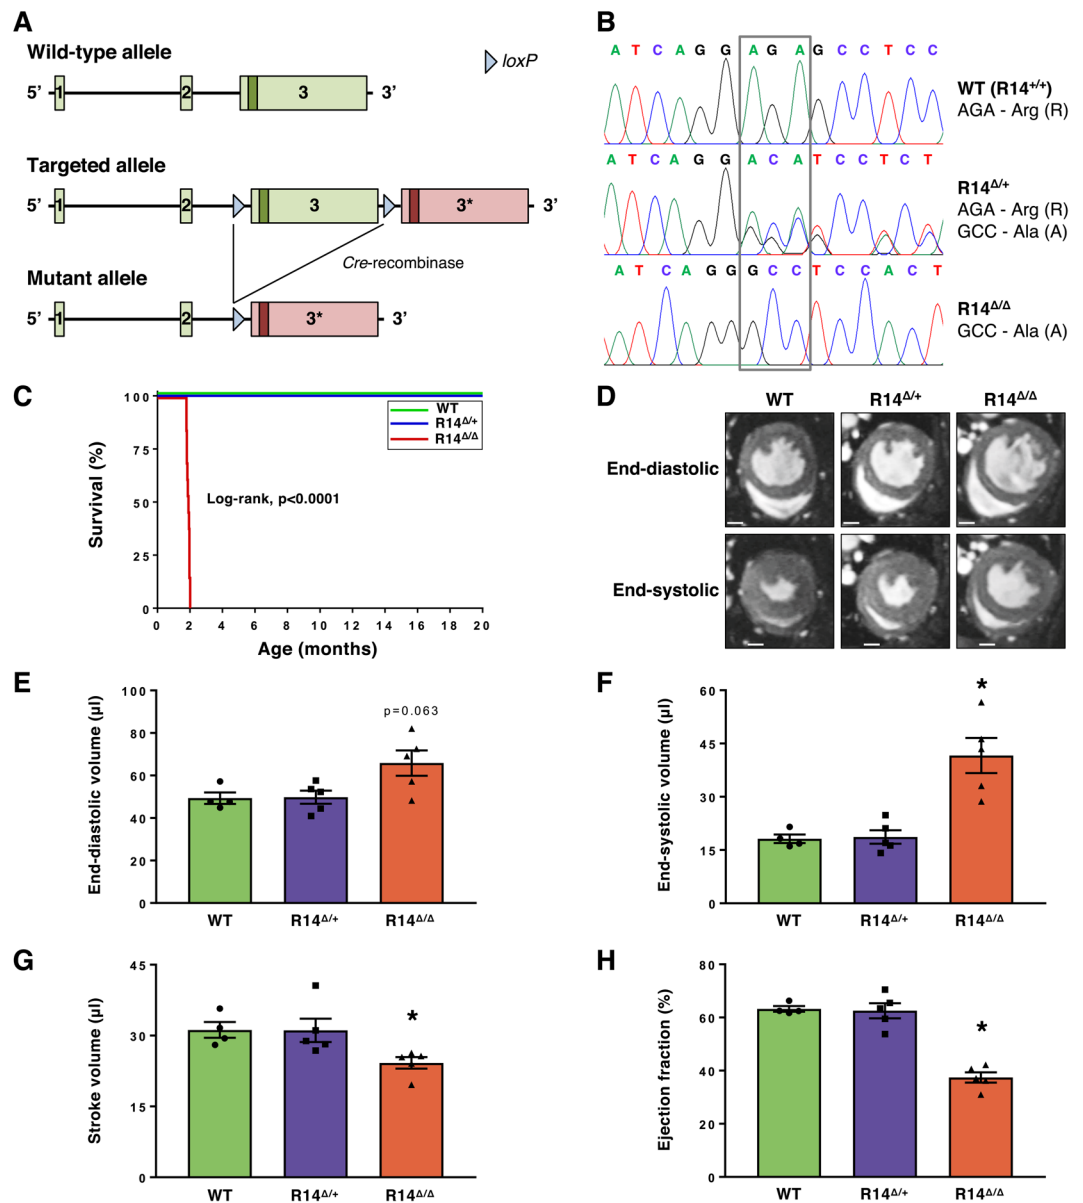 A
Wild-type allele
loxP
5’ 1 2 3 3’
Targeted allele
5’ 1 2 3 3* 3’
Cre-recombinase
Mutant allele
5’ 1 2 3* 3’
B
A T C A G G A G A G C C T C C
WT (R14+/+)
AGA - Arg (R)
A T C A G G A C A T C C T C T
R14Δ/+
AGA - Arg (R)
GCC - Ala (A)
A T C A G G G C C T C C A C T
R14Δ/Δ
GCC - Ala (A)
C
Survival (%)
100
75
50
25
0
WT
R14Δ/+
R14Δ/Δ
Log-rank, p<0.0001
0 2 4 6 8 10 12 14 16 18 20
Age (months)
D
WT R14Δ/+ R14Δ/Δ
End-diastolic
End-systolic
E
End-diastolic volume (µl)
100
80
60
40
20
0
p=0.063
WT R14Δ/+ R14Δ/Δ
F
End-systolic volume (µl)
60
45
30
15
0
*
WT R14Δ/+ R14Δ/Δ
G
Stroke volume (µl)
45
30
15
0
*
WT R14Δ/+ R14Δ/Δ
H
Ejection fraction (%)
80
60
40
20
0
*
WT R14Δ/+ R14Δ/Δ